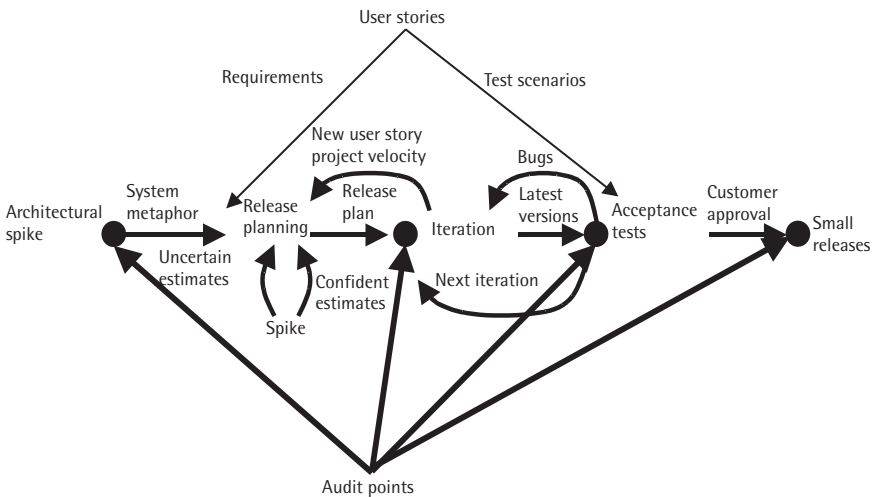 User stories
Requirements
Test scenarios
New user story
project velocity
Bugs
System
metaphor
Release
planning
Release
plan
Latest
versions
Customer
approval
Architectural
spike
Iteration
Acceptance
tests
Small
releases
Uncertain
estimates
Confident
estimates
Next iteration
Spike
Audit points